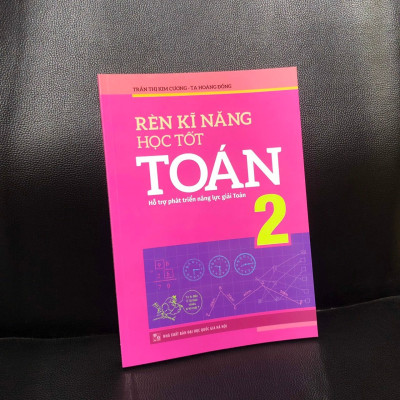 TRẦN THỊ KIM CƯƠNG - TẠ HOÀNG ĐÔNG
RÈN KĨ NĂNG
HỌC TỐT
TOÁN
Hỗ trợ phát triển năng lực giải Toán
2
NHÀ XUẤT BẢN ĐẠI HỌC QUỐC GIA HÀ NỘI